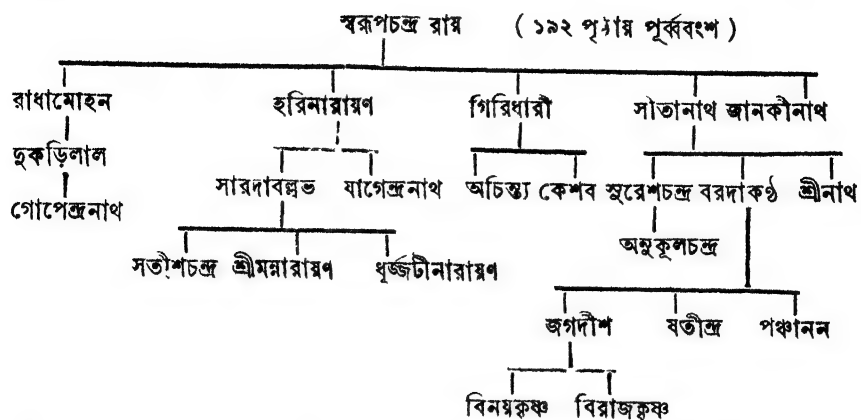 স্বরূপচন্দ্র রায় ( ১৯২ পৃষ্ঠায় পূর্ব্ববংশ )
রাধামোহন হরিনারায়ণ গিরিধারী সীতানাথ জানকীনাথ
দুকড়িলাল
সারদাবল্লভ যাগেন্দ্রনাথ অচিন্ত্য কেশব সুরেশচন্দ্র বরদাকণ্ঠ শ্রীনাথ
গোপেন্দ্রনাথ
অনুকূলচন্দ্র
সতীশচন্দ্র শ্রীমন্নারায়ণ ধূর্জ্জটীনারায়ণ
জগদীশ যতীন্দ্র পঞ্চানন
বিনয়কৃষ্ণ বিরাজকৃষ্ণ